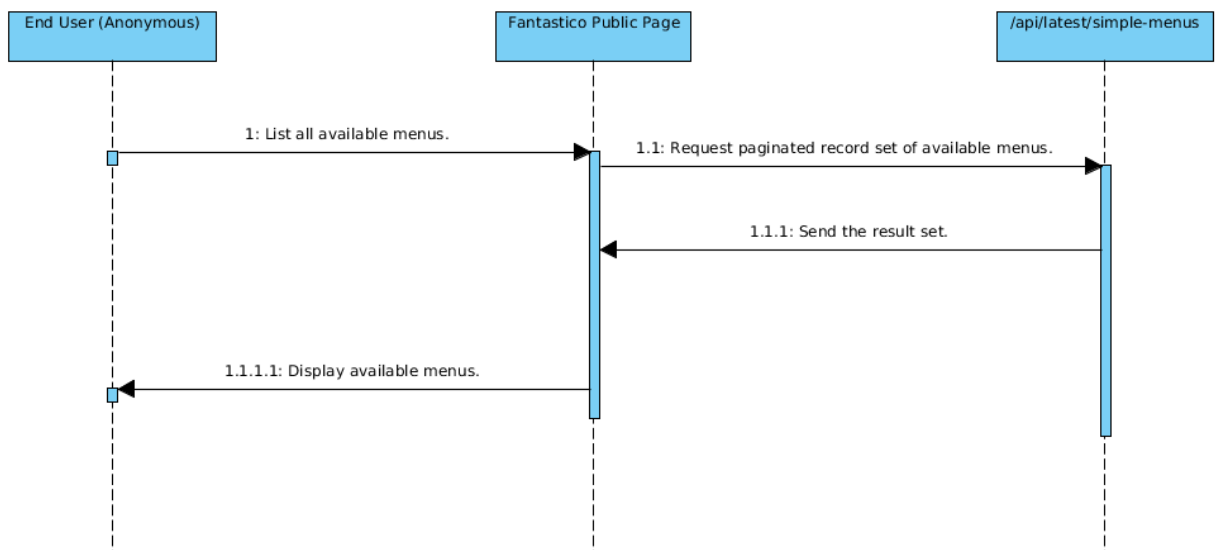 End User (Anonymous)
Fantastico Public Page
/api/latest/simple-menus
1: List all available menus.
1.1: Request paginated record set of available menus.
1.1.1: Send the result set.
1.1.1.1: Display available menus.